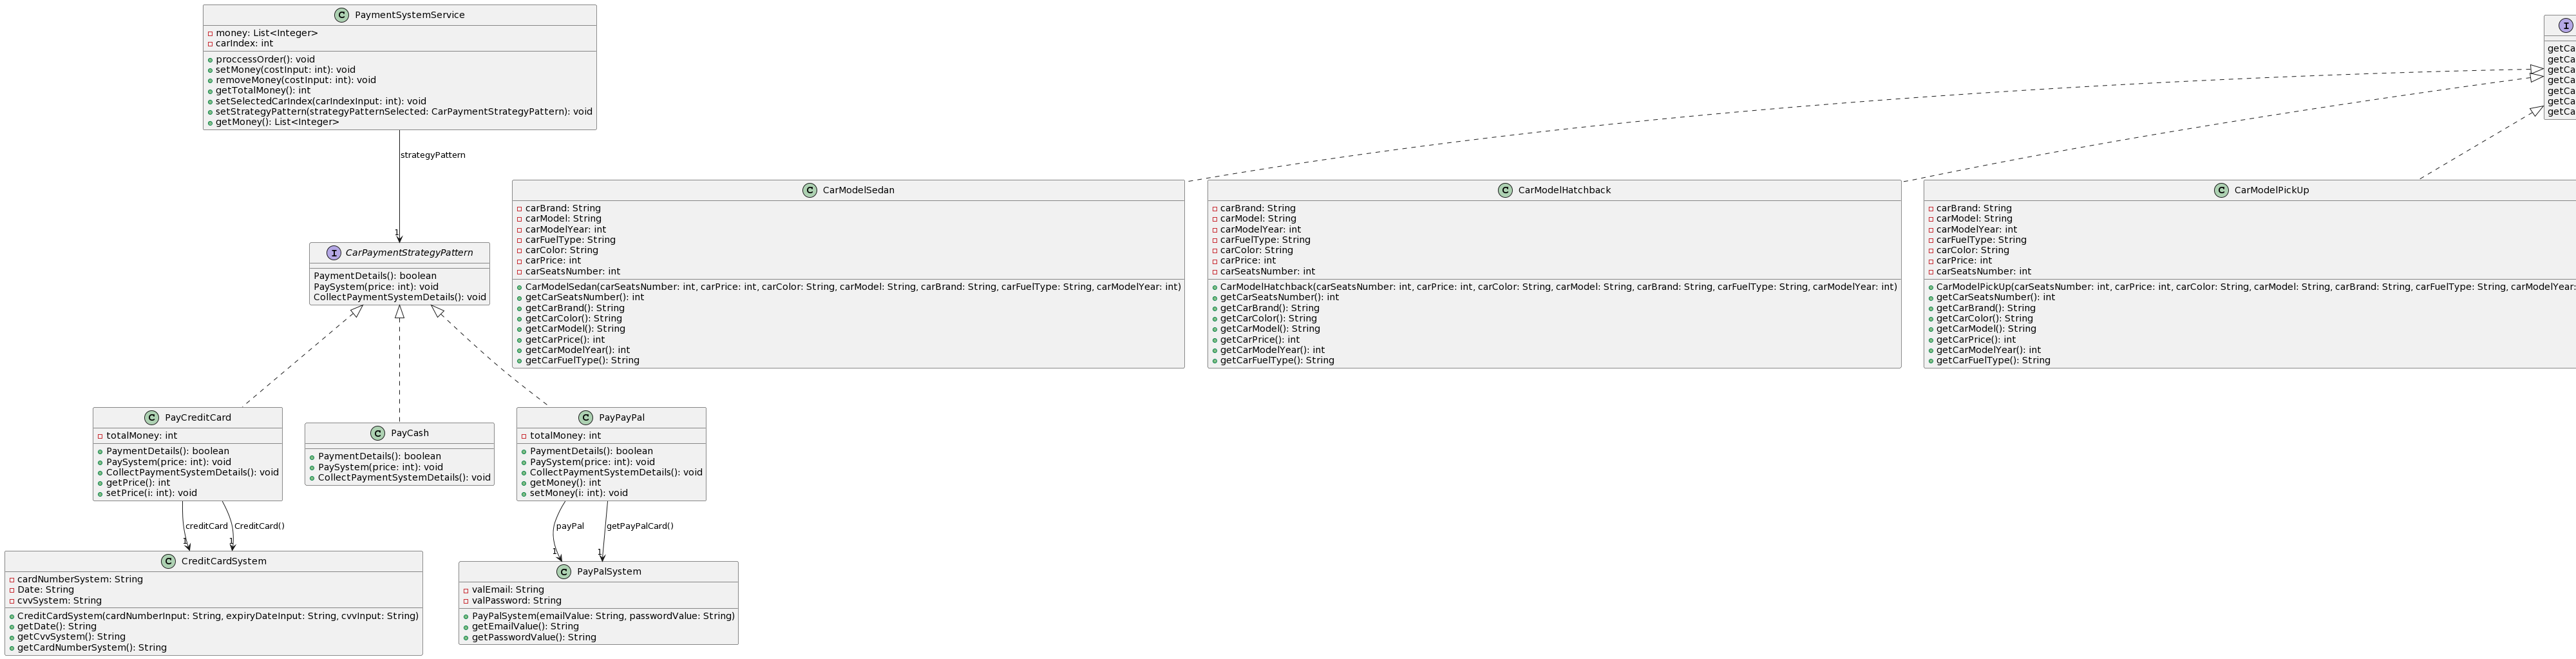 C PaymentSystemService
money: List<Integer>
carIndex: int
proccessOrder(): void
setMoney(costInput: int): void
removeMoney(costInput: int): void
getTotalMoney(): int
setSelectedCarIndex(carIndexInput: int): void
setStrategyPattern(strategyPatternSelected: CarPaymentStrategyPattern): void
getMoney(): List<Integer>
strategyPattern
1
I CarPaymentStrategyPattern
PaymentDetails(): boolean
PaySystem(price: int): void
CollectPaymentSystemDetails(): void
C PayCreditCard
totalMoney: int
PaymentDetails(): boolean
PaySystem(price: int): void
CollectPaymentSystemDetails(): void
getPrice(): int
setPrice(i: int): void
C PayCash
PaymentDetails(): boolean
PaySystem(price: int): void
CollectPaymentSystemDetails(): void
C PayPayPal
totalMoney: int
PaymentDetails(): boolean
PaySystem(price: int): void
CollectPaymentSystemDetails(): void
getMoney(): int
setMoney(i: int): void
creditCard
1
CreditCard()
1
payPal
1
getPayPalCard()
1
C CreditCardSystem
cardNumberSystem: String
Date: String
cvvSystem: String
CreditCardSystem(cardNumberInput: String, expiryDateInput: String, cvvInput: String)
getDate(): String
getCvvSystem(): String
getCardNumberSystem(): String
C PayPalSystem
valEmail: String
valPassword: String
PayPalSystem(emailValue: String, passwordValue: String)
getEmailValue(): String
getPasswordValue(): String
C CarModelSedan
carBrand: String
carModel: String
carModelYear: int
carFuelType: String
carColor: String
carPrice: int
carSeatsNumber: int
CarModelSedan(carSeatsNumber: int, carPrice: int, carColor: String, carModel: String, carBrand: String, carFuelType: String, carModelYear: int)
getCarSeatsNumber(): int
getCarBrand(): String
getCarColor(): String
getCarModel(): String
getCarPrice(): int
getCarModelYear(): int
getCarFuelType(): String
C CarModelHatchback
carBrand: String
carModel: String
carModelYear: int
carFuelType: String
carColor: String
carPrice: int
carSeatsNumber: int
CarModelHatchback(carSeatsNumber: int, carPrice: int, carColor: String, carModel: String, carBrand: String, carFuelType: String, carModelYear: int)
getCarSeatsNumber(): int
getCarBrand(): String
getCarColor(): String
getCarModel(): String
getCarPrice(): int
getCarModelYear(): int
getCarFuelType(): String
C CarModelPickUp
carBrand: String
carModel: String
carModelYear: int
carFuelType: String
carColor: String
carPrice: int
carSeatsNumber: int
CarModelPickUp(carSeatsNumber: int, carPrice: int, carColor: String, carModel: String, carBrand: String, carFuelType: String, carModelYear:
getCarSeatsNumber(): int
getCarBrand(): String
getCarColor(): String
getCarModel(): String
getCarPrice(): int
getCarModelYear(): int
getCarFuelType(): String
I
getCa
getCa
getCa
getCa
getCa
getCa
getCa